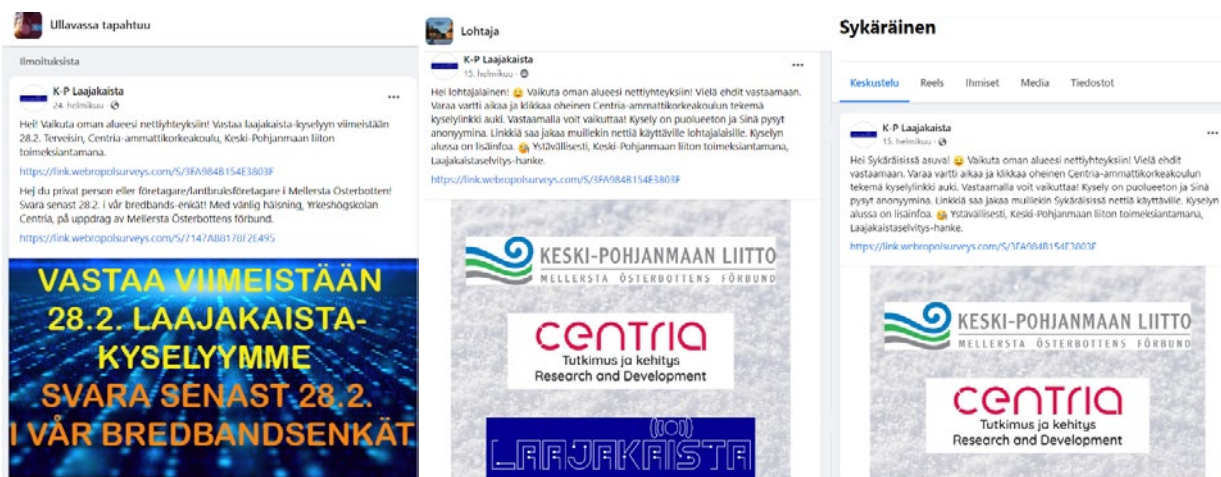 Ullavassa tapahtuu
Ilmoituksista
K-P Laajakaista
24. helmikuu
Hei! Vaikuta oman alueesi nettiyhteyksiin! Vastaa laajakaista-kyselyyn viimeistään
28.2. Terveisin, Centria-ammattikorkeakoulu, Keski-Pohjanmaan liiton
toimeksiantamana.
https://link.webropolsurveys.com/S/3FA984B154E3803F
Hej du privat person eller företagare/lantbruksföretagare i Mellersta Österbotten!
Svara senast 28.2. i vår bredbands-enkät! Med vänlig hälsning, Yrkeshögskolan
Centria, på uppdrag av Mellersta Österbottens förbund.
https://link.webropolsurveys.com/S/7147AB8178F2E495
VASTAA VIIMEISTÄÄN
28.2. LAAJAKAISTA-
KYSELYYMME
SVARA SENAST 28.2.
I VÅR BREDBANDSENKÄT
Lohtaja
K-P Laajakaista
15. helmikuu
Hei lohtajalainen! 😀 Vaikuta oman alueesi nettiyhteyksiin! Vielä ehdit vastaamaan.
Varaa vartti aikaa ja klikkaa oheinen Centria-ammattikorkeakoulun tekemä
kyselylinkki auki. Vastaamalla voit vaikuttaa! Kysely on puolueeton ja Sinä pysyt
anonyymina. Linkkiä saa jakaa muillekin nettiä käyttäville lohtajalaisille. Kyselyn
alussa on lisäinfoa. 🧐 Ystävällisesti, Keski-Pohjanmaan liiton toimeksiantamana,
Laajakaistaselvitys-hanke.
https://link.webropolsurveys.com/S/3FA984B154E3803F
KESKI-POHJANMAAN LIITTO
MELLERSTA ÖSTERBOTTENS FÖRBUND
centria
Tutkimus ja kehitys
Research and Development
LAAJAKAISTA
Sykäräinen
Keskustelu Reels Ihmiset Media Tiedostot
K-P Laajakaista
15. helmikuu
Hei Sykäräisissä asuva! 😀 Vaikuta oman alueesi nettiyhteyksiin! Vielä ehdit
vastaamaan. Varaa vartti aikaa ja klikkaa oheinen Centria-ammattikorkeakoulun
tekemä kyselylinkki auki. Vastaamalla voit vaikuttaa! Kysely on puolueeton ja Sinä
pysyt anonyymina. Linkkiä saa jakaa muillekin Sykäräisissä nettiä käyttäville. Kyselyn
alussa on lisäinfoa. 🧐 Ystävällisesti, Keski-Pohjanmaan liiton toimeksiantamana,
Laajakaistaselvitys-hanke.
https://link.webropolsurveys.com/S/3FA984B154E3803F
KESKI-POHJANMAAN LIITTO
MELLERSTA ÖSTERBOTTENS FÖRBUND
centria
Tutkimus ja kehitys
Research and Development